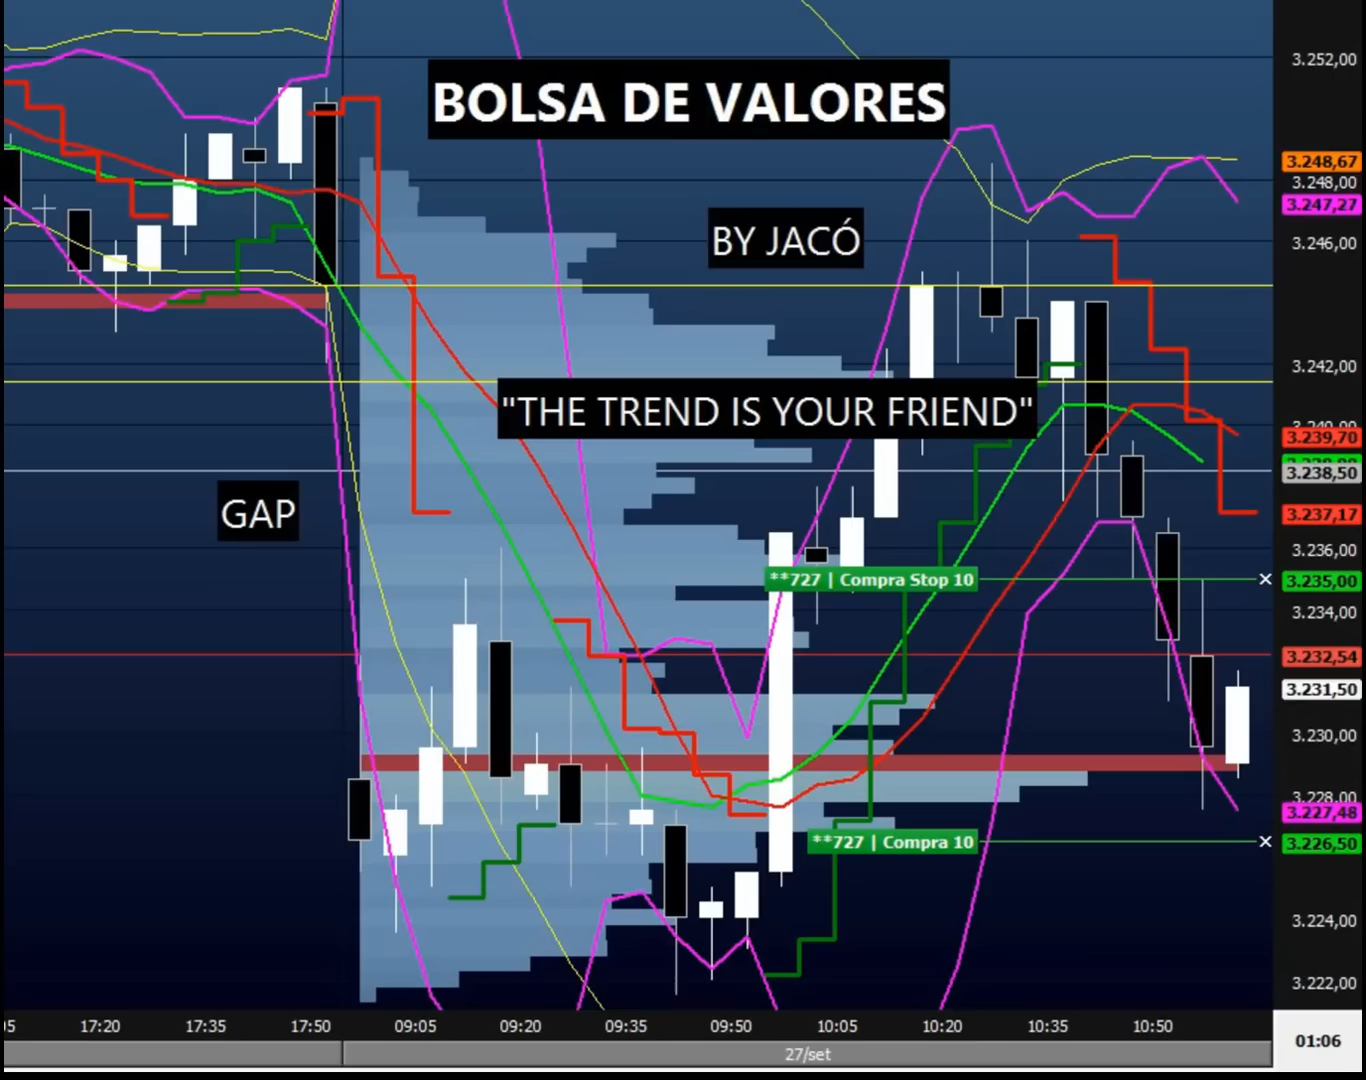 BOLSA DE VALORES
BY JACÓ
"THE TREND IS YOUR FRIEND"
GAP
**727 | Compra Stop 10
**727 | Compra 10
3.252,00
3.248,67
3.248,00
3.247,27
3.246,00
3.242,00
3.239,70
3.238,50
3.237,17
3.236,00
3.235,00
3.234,00
3.232,54
3.231,50
3.230,00
3.228,00
3.227,48
3.226,50
3.224,00
3.222,00
17:20 17:35 17:50 09:05 09:20 09:35 09:50 10:05 10:20 10:35 10:50
01:06
27/set